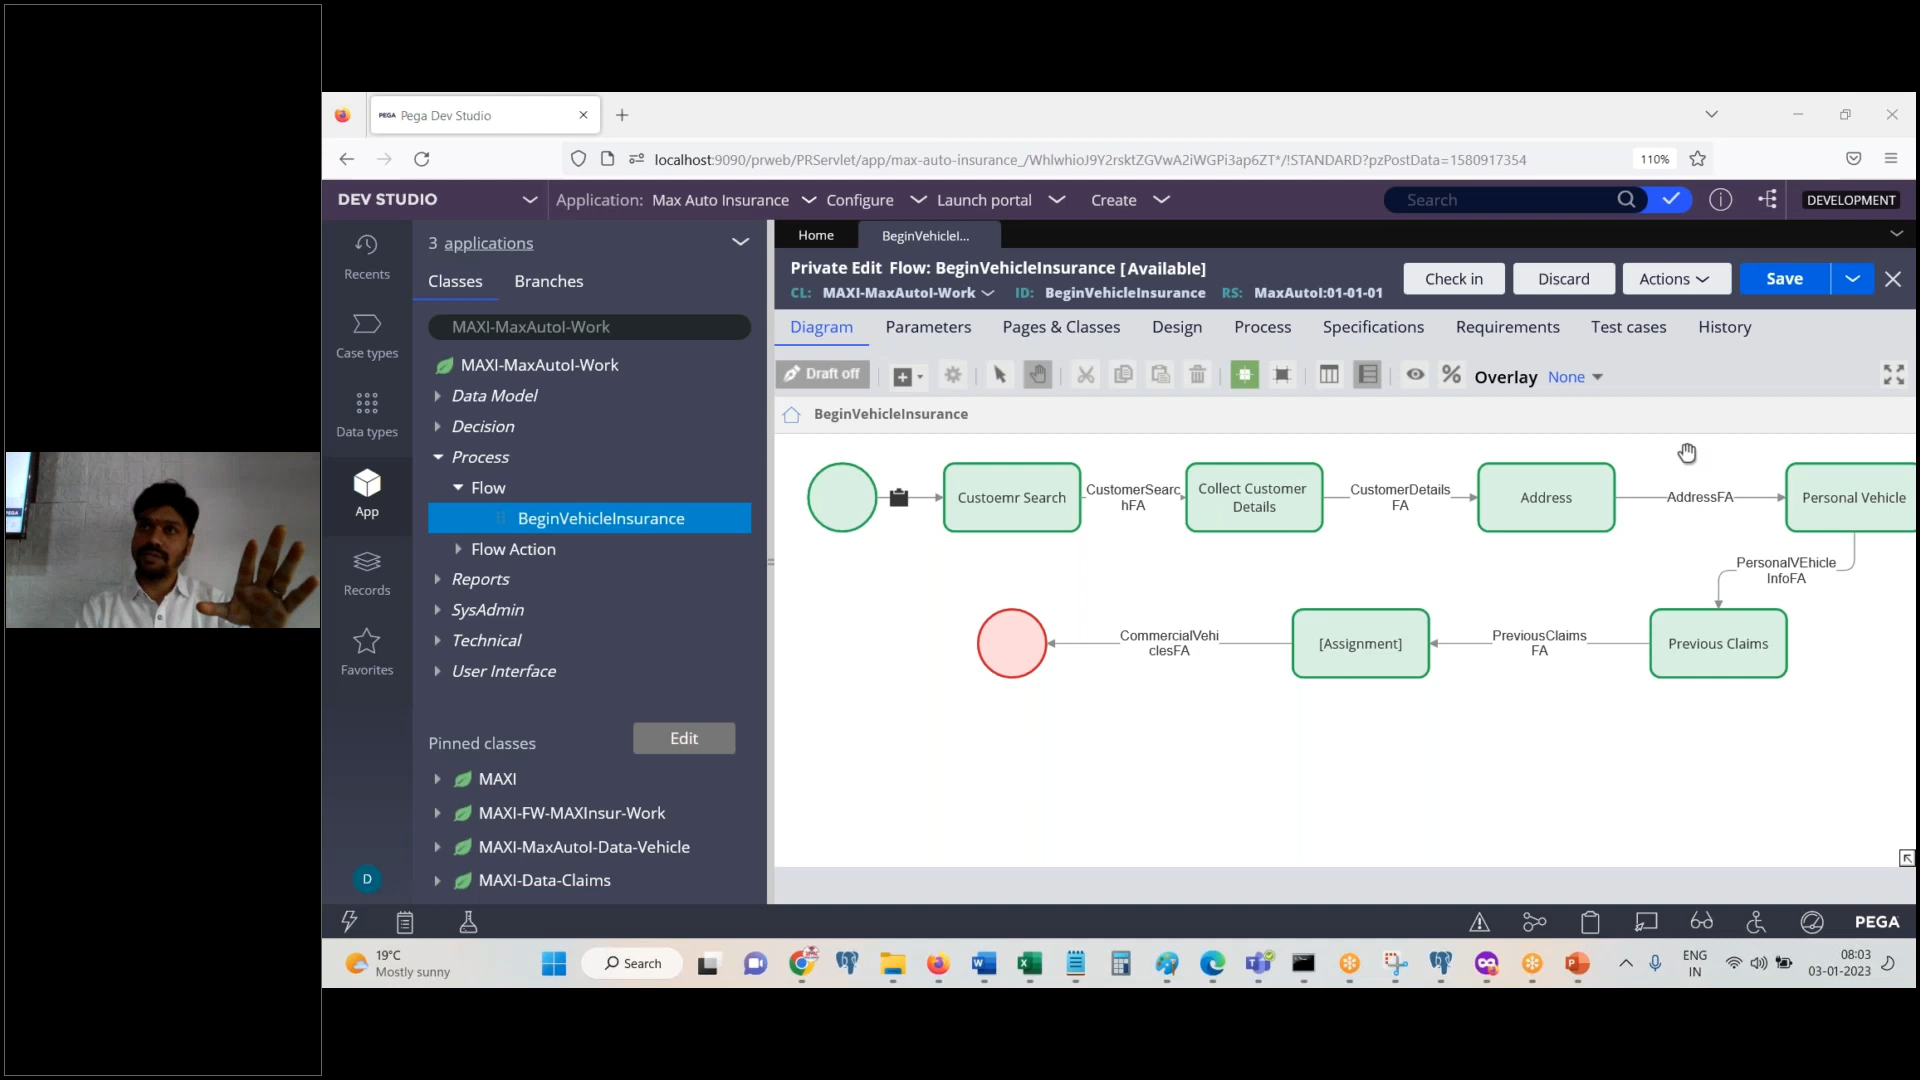 PEGA Pega Dev Studio
localhost:9090/prweb/PRServlet/app/max-auto-insurance_/WhlwhioJ9Y2rsktZGVwA2iWGPi3ap6ZT*/!STANDARD?pzPostData=1580917354
110%
DEV STUDIO
Application: Max Auto Insurance
Configure
Launch portal
Create
Search
DEVELOPMENT
Recents
Case types
Data types
App
Records
Favorites
D
3 applications
Classes
Branches
MAXI-MaxAutoI-Work
MAXI-MaxAutoI-Work
Data Model
Decision
Process
Flow
BeginVehicleInsurance
Flow Action
Reports
SysAdmin
Technical
User Interface
Pinned classes
Edit
MAXI
MAXI-FW-MAXInsur-Work
MAXI-MaxAutoI-Data-Vehicle
MAXI-Data-Claims
Home
BeginVehicleI...
Private Edit Flow: BeginVehicleInsurance [Available]
CL: MAXI-MaxAutoI-Work ID: BeginVehicleInsurance RS: MaxAutoI:01-01-01
Check in
Discard
Actions
Save
Diagram
Parameters
Pages & Classes
Design
Process
Specifications
Requirements
Test cases
History
Draft off
Overlay None
BeginVehicleInsurance
Custoemr Search
CustomerSearc
hFA
Collect Customer
Details
CustomerDetails
FA
Address
AddressFA
Personal Vehicle
PersonalVEhicle
InfoFA
Previous Claims
PreviousClaims
FA
[Assignment]
CommercialVehi
clesFA
PEGA
19°C
Mostly sunny
Search
ENG
IN
08:03
03-01-2023